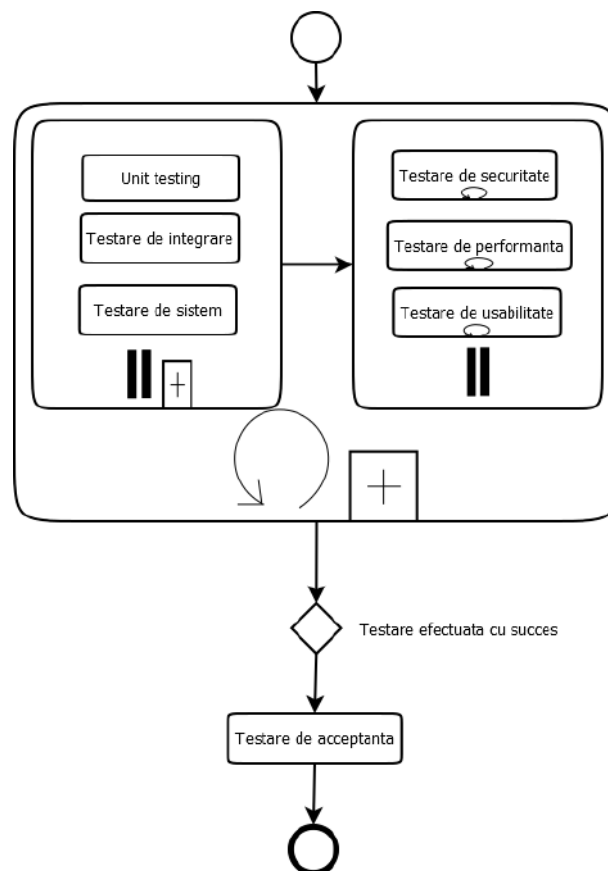 Unit testing
Testare de integrare
Testare de sistem
Testare de securitate
Testare de performanta
Testare de usabilitate
Testare efectuata cu succes
Testare de acceptanta